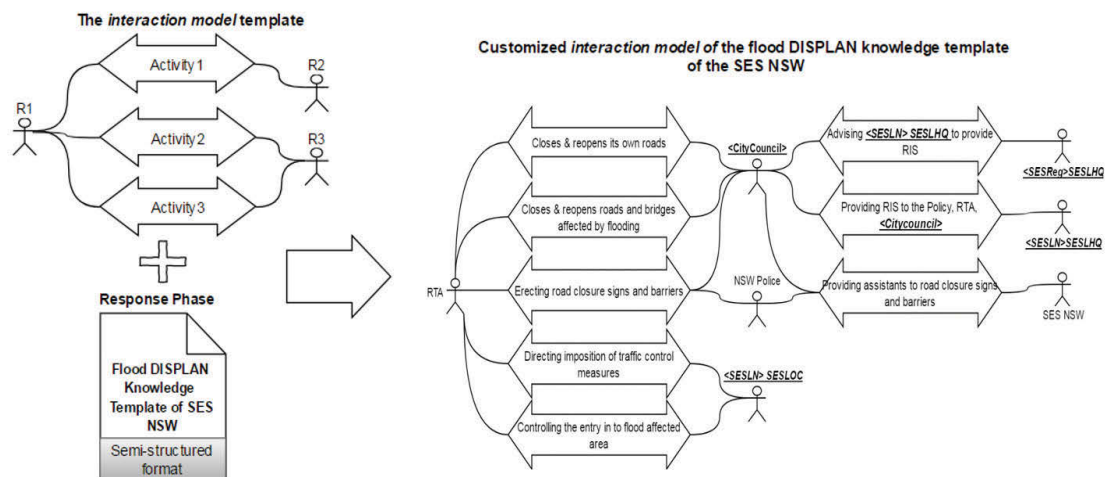 The interaction model template
Activity 1
R2
R1
Activity 2
R3
Activity 3
Response Phase
Flood DISPLAN
Knowledge
Template of SES
NSW
Semi-structured
format
Customized interaction model of the flood DISPLAN knowledge template
of the SES NSW
Closes & reopens its own roads
<CityCouncil>
Advising <SESLN> SESLHQ to provide
RIS
<SESReg>SESLHQ
Closes & reopens roads and bridges
affected by flooding
Providing RIS to the Policy, RTA,
<Citycouncil>
<SESLN>SESLHQ
RTA
Erecting road closure signs and barriers
NSW Police
Providing assistants to road closure signs
and barriers
SES NSW
Directing imposition of traffic control
measures
<SESLN> SESLOC
Controlling the entry in to flood affected
area